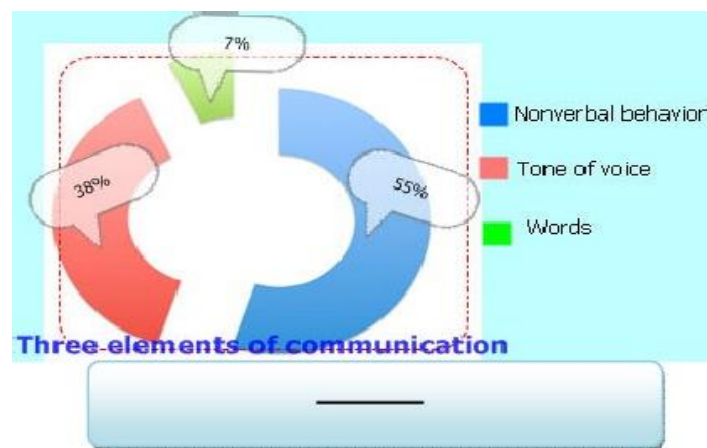 7%
38%
55%
Nonverbal behavior
Tone of voice
Words
Three elements of communication